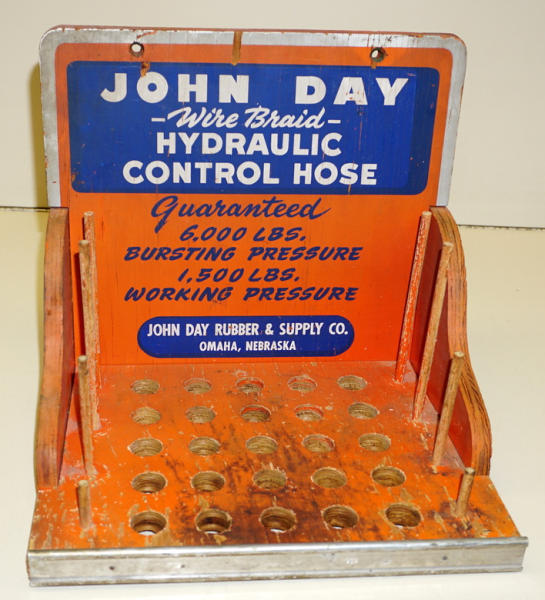 JOHN DAY
-Wire Braid-
HYDRAULIC
CONTROL HOSE
Guaranteed
6,000 LBS.
BURSTING PRESSURE
1,500 LBS.
WORKING PRESSURE
JOHN DAY RUBBER & SUPPLY CO.
OMAHA, NEBRASKA